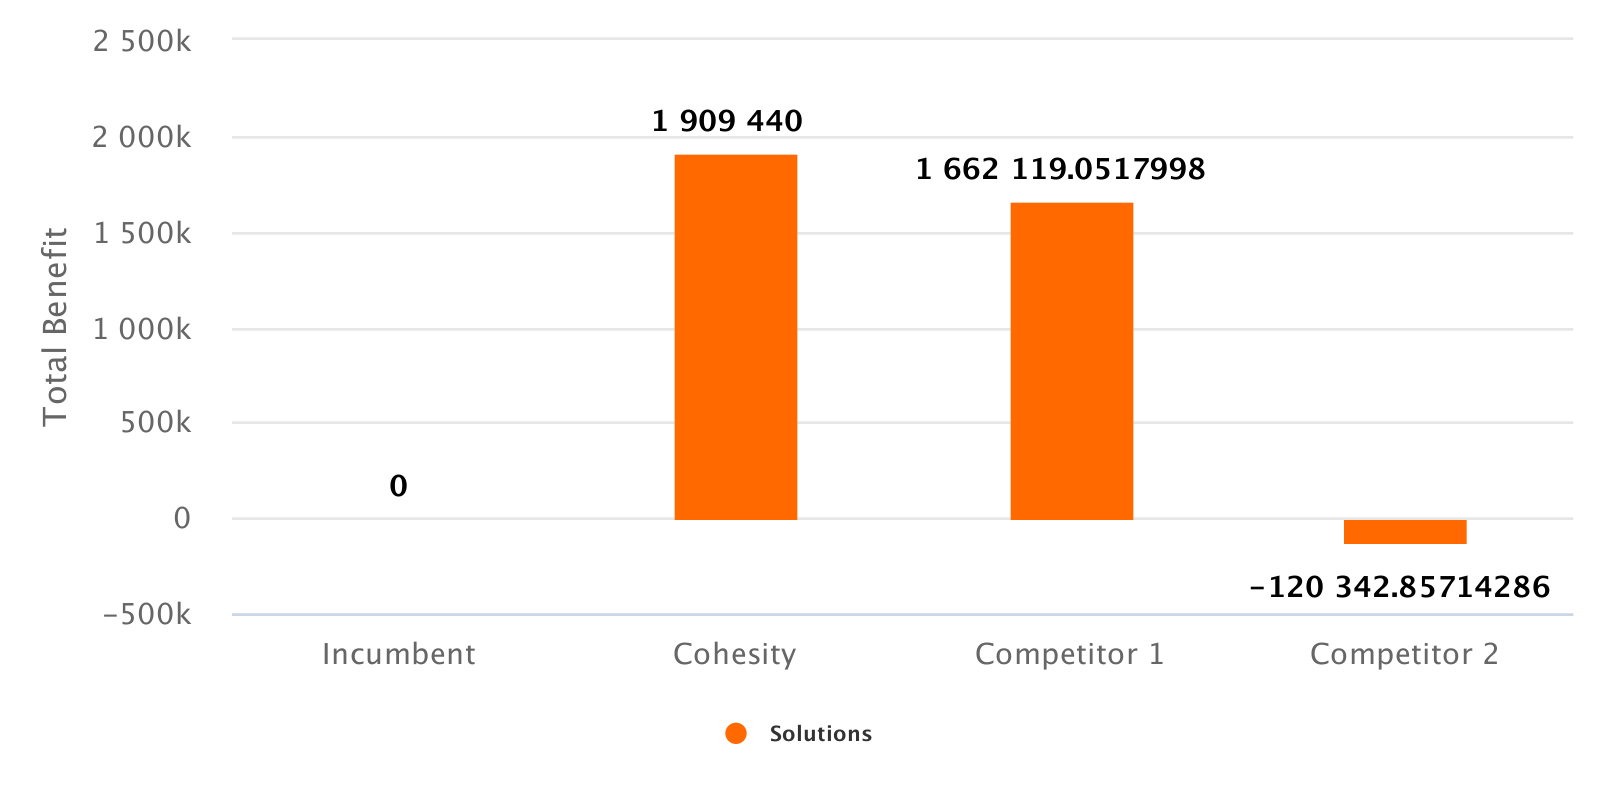 Total Benefit
2 500k
2 000k
1 500k
1 000k
500k
0
−500k
0
1 909 440
1 662 119.0517998
−120 342.85714286
Incumbent
Cohesity
Competitor 1
Competitor 2
Solutions